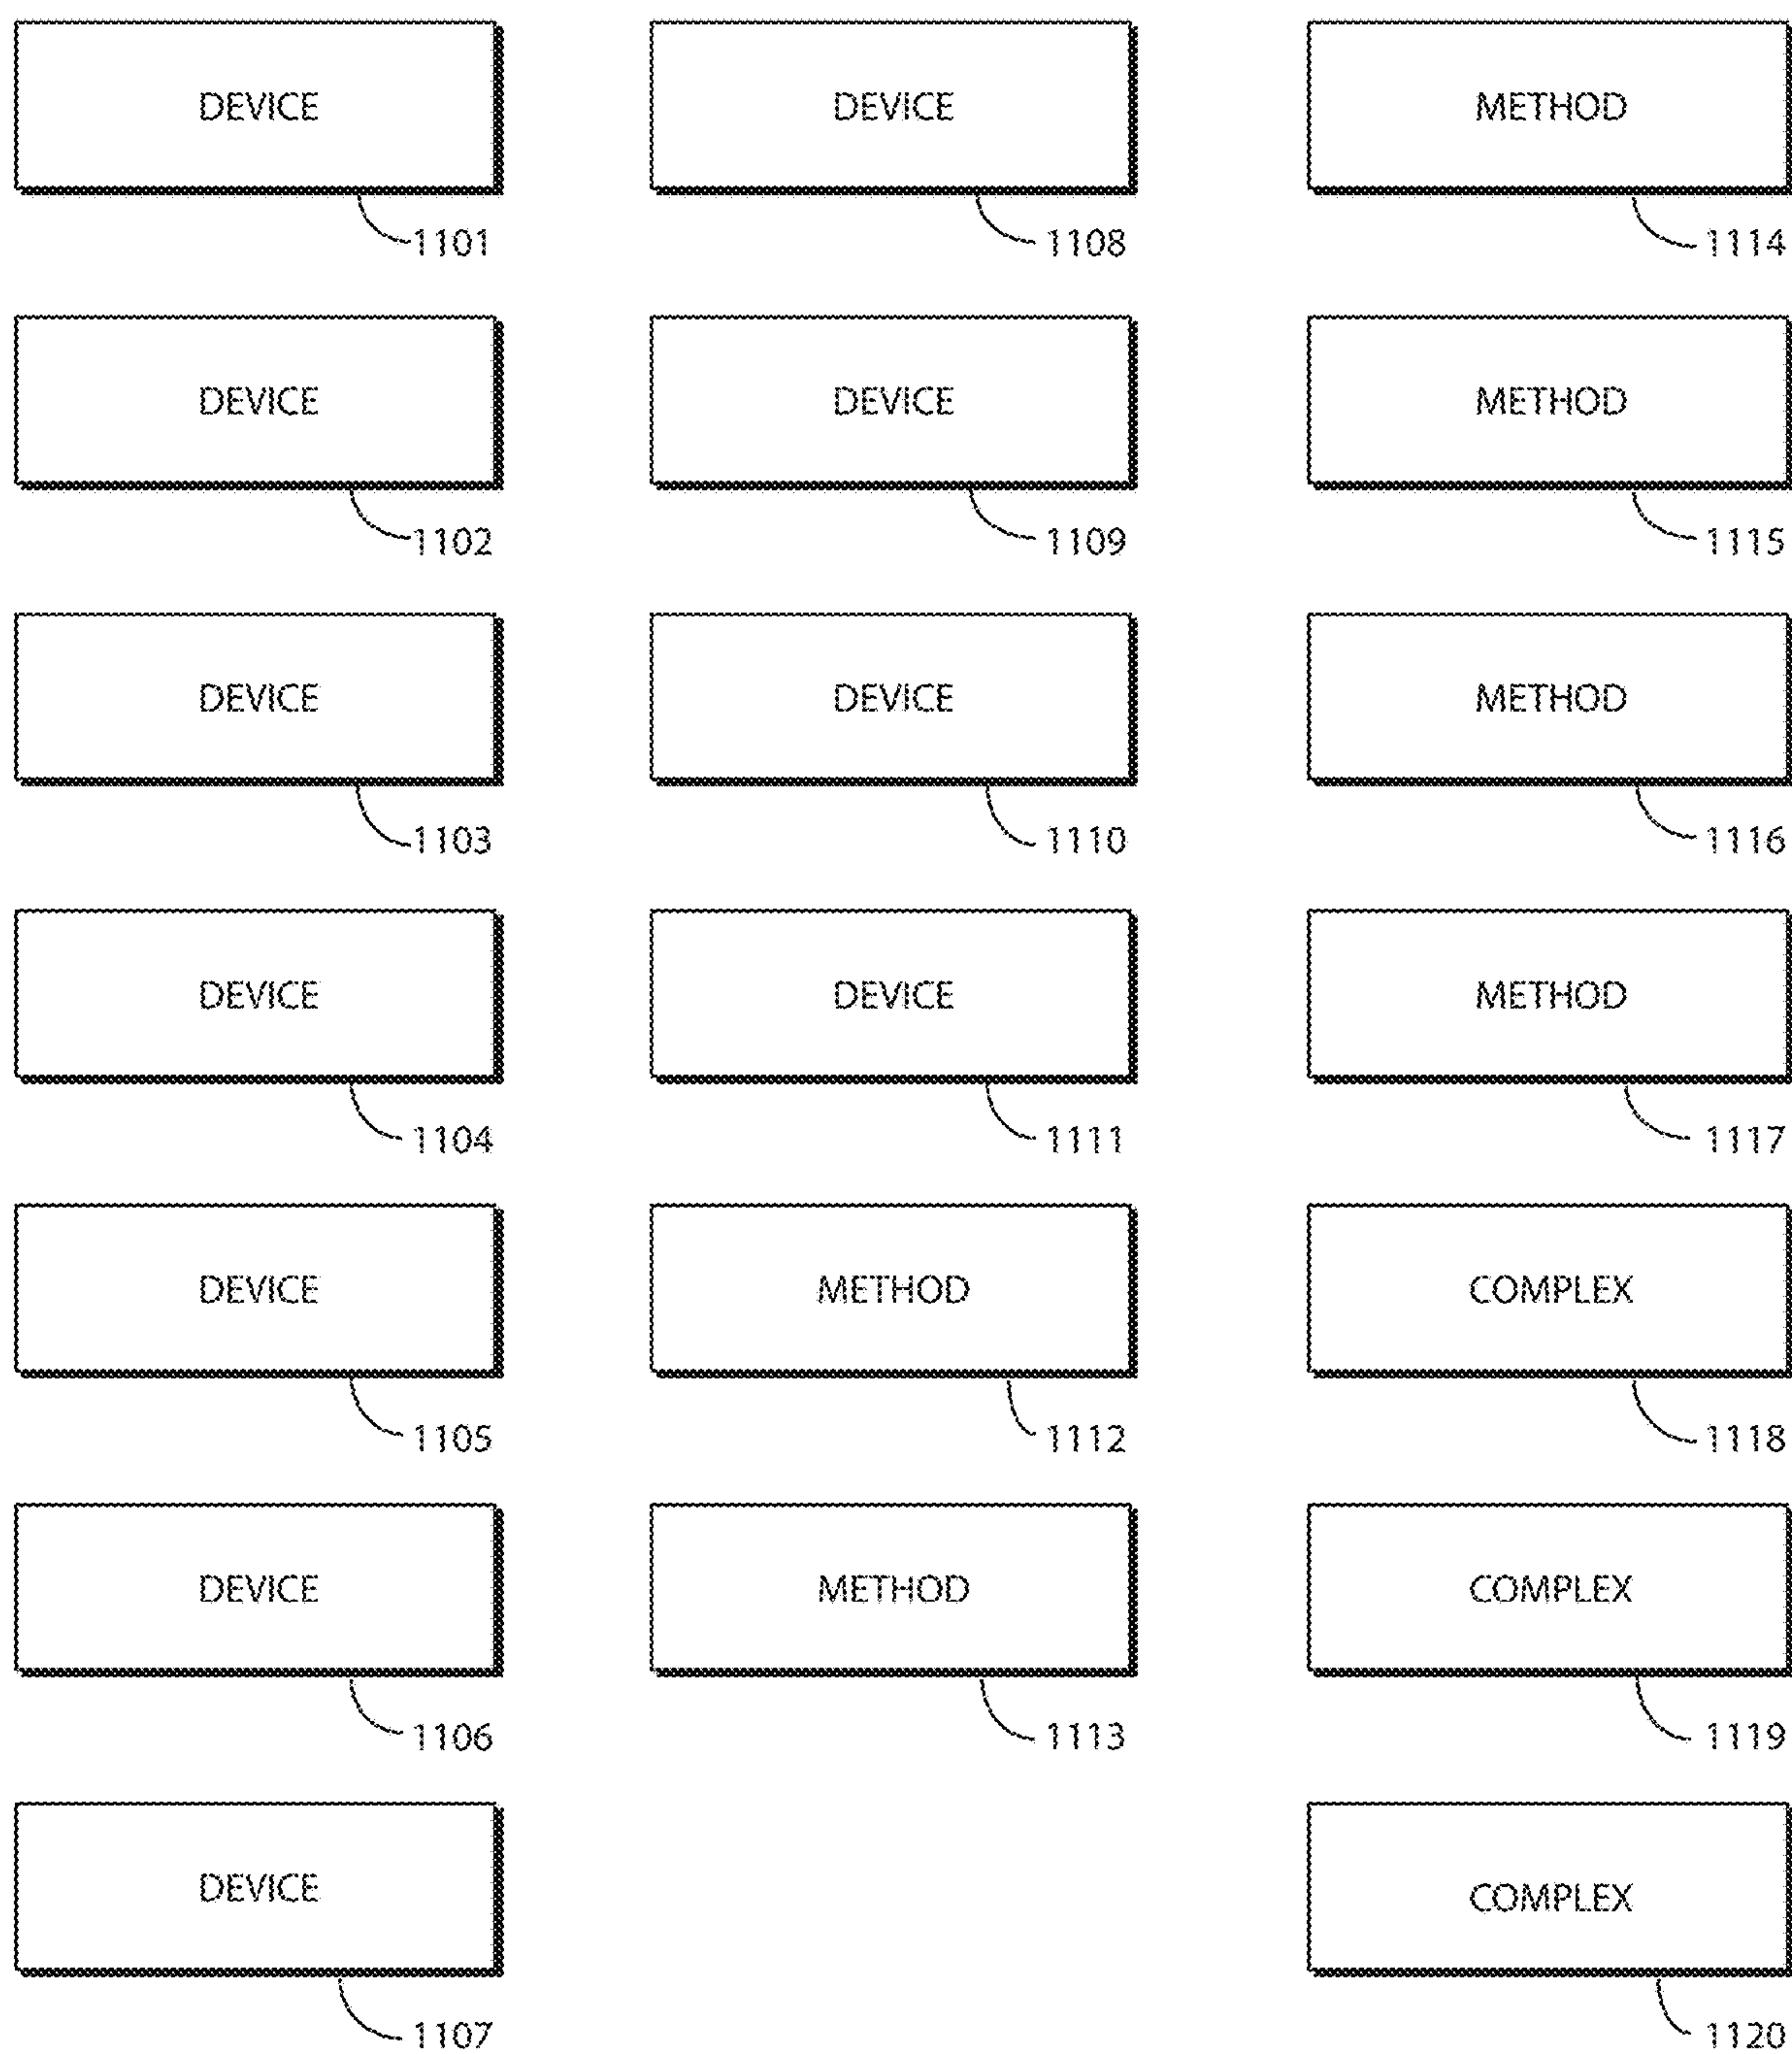 DEVICE
1101
DEVICE
1102
DEVICE
1103
DEVICE
1104
DEVICE
1105
DEVICE
1106
DEVICE
1107
DEVICE
1108
DEVICE
1109
DEVICE
1110
DEVICE
1111
METHOD
1112
METHOD
1113
METHOD
1114
METHOD
1115
METHOD
1116
METHOD
1117
COMPLEX
1118
COMPLEX
1119
COMPLEX
1120